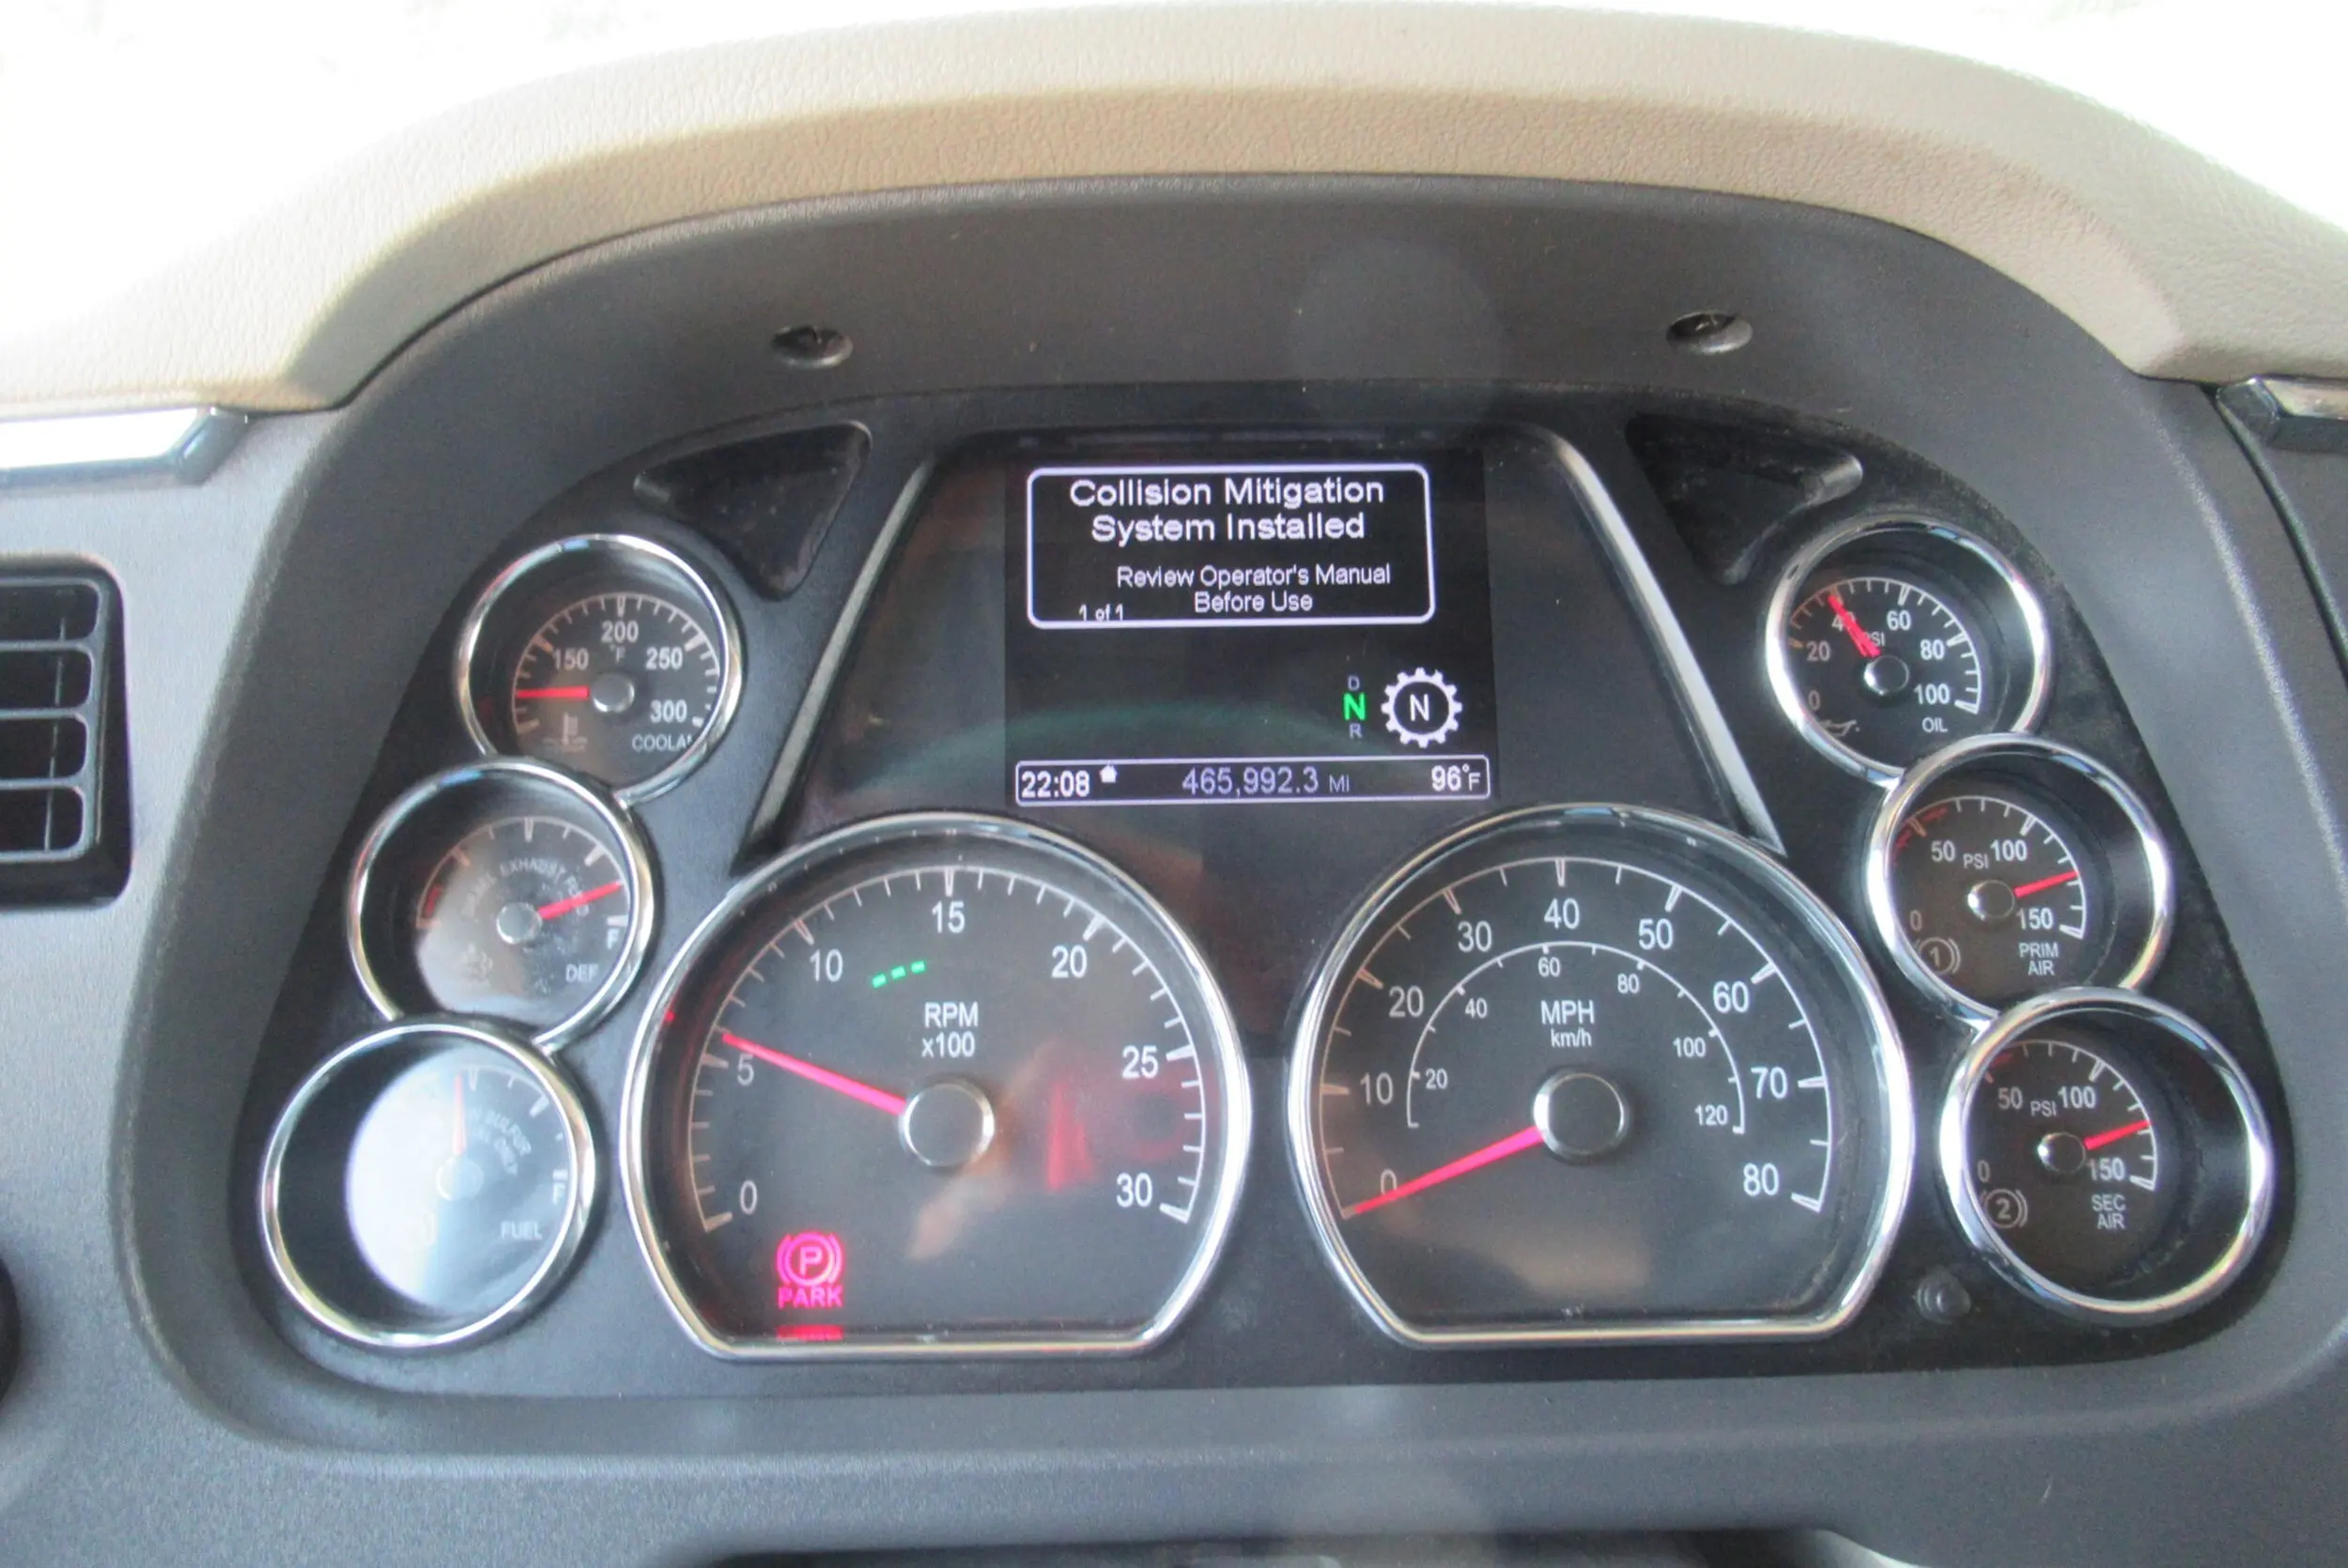 Collision Mitigation
System Installed
Review Operator's Manual
1 of 1 Before Use
D
N
R
N
22:08 465,992.3 MI 96°F
150 200 250 300
°F
COOLAN
EXHAUST
F
DEF
F
FUEL
0 5 10 15 20 25 30
RPM
x100
P
PARK
0 10 20 30 40 50 60 70 80
20 40 60 80 100 120
MPH
km/h
0 20 40 60 80 100
PSI
OIL
0 50 100 150
PSI
1
PRIM
AIR
0 50 100 150
PSI
2
SEC
AIR